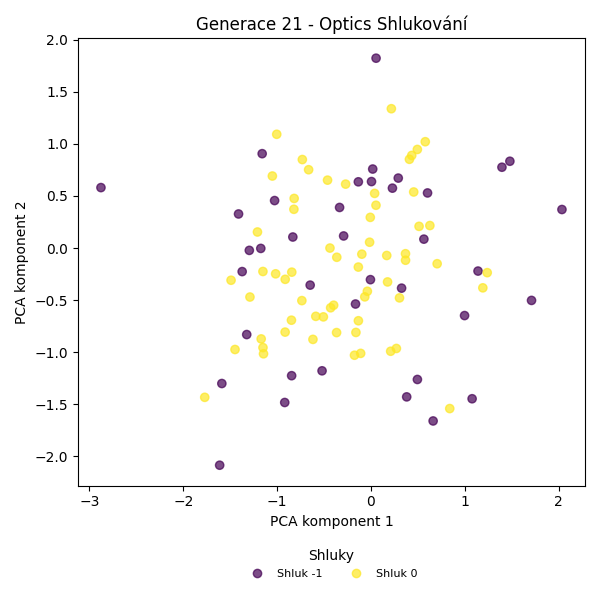 Generace 21 - Optics Shlukování
2.0
1.5
1.0
0.5
0.0
−0.5
−1.0
−1.5
−2.0
PCA komponent 2
−3
−2
−1
0
1
2
PCA komponent 1
Shluky
Shluk -1
Shluk 0